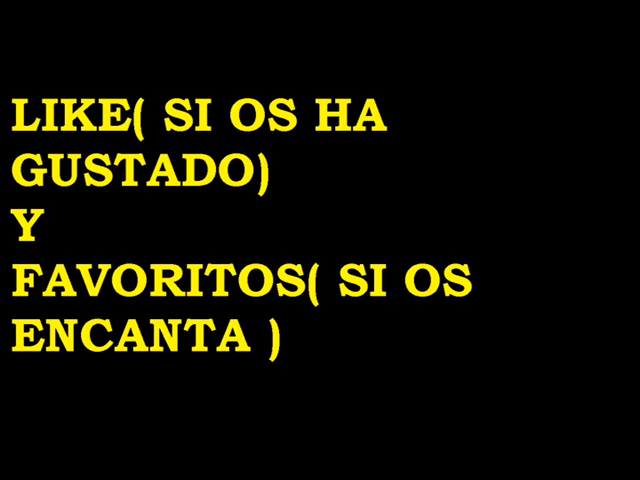 LIKE( SI OS HA
GUSTADO)
Y
FAVORITOS( SI OS
ENCANTA )